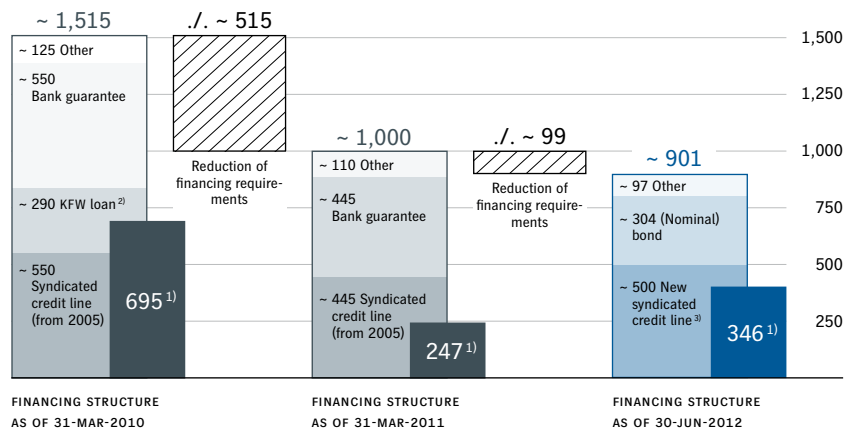 ~ 1,515
~ 125 Other
~ 550
Bank guarantee
~ 290 KFW loan 2)
~ 550
Syndicated
credit line
(from 2005)
695 1)
./. ~ 515
Reduction of
financing require-
ments
~ 1,000
~ 110 Other
~ 445
Bank guarantee
~ 445 Syndicated
credit line
(from 2005)
247 1)
./. ~ 99
Reduction of
financing require-
ments
~ 901
~ 97 Other
~ 304 (Nominal)
bond
~ 500 New
syndicated
credit line 3)
346 1)
1,500
1,250
1,000
750
500
250
FINANCING STRUCTURE
AS OF 31-MAR-2010
FINANCING STRUCTURE
AS OF 31-MAR-2011
FINANCING STRUCTURE
AS OF 30-JUN-2012